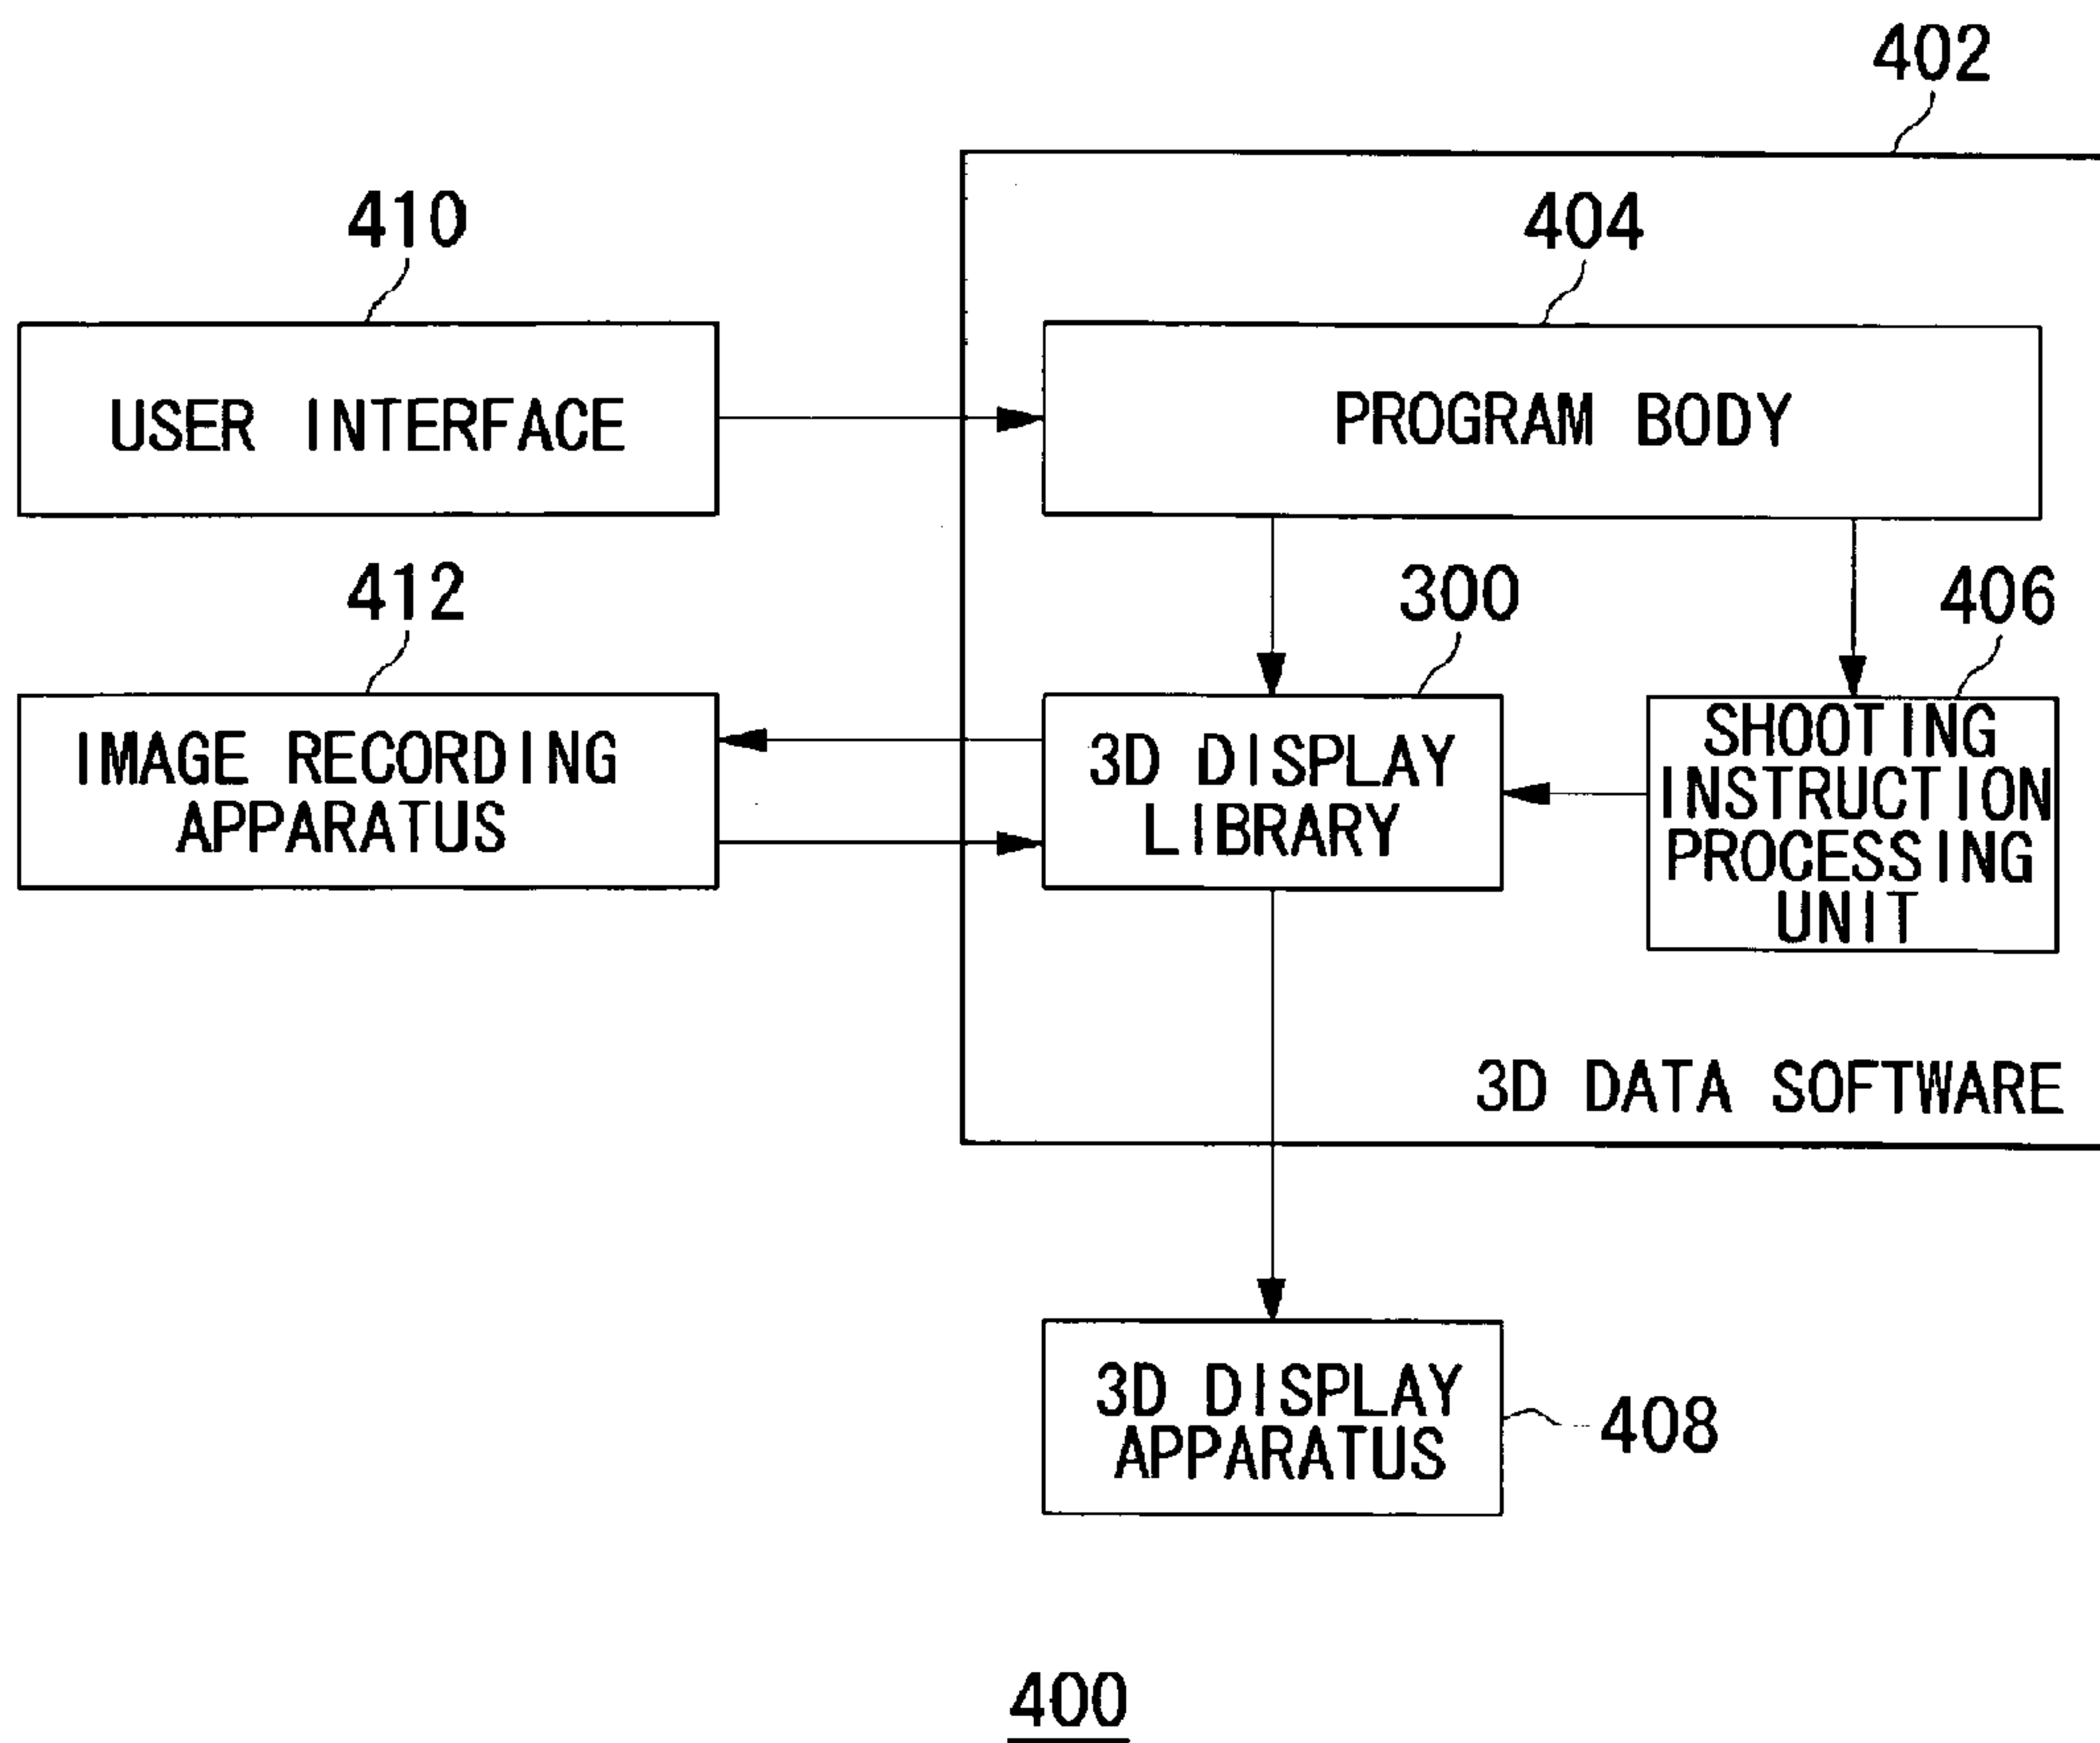 402
410
404
USER INTERFACE
PROGRAM BODY
412
300
406
IMAGE RECORDING
APPARATUS
3D DISPLAY
LIBRARY
SHOOTING
INSTRUCTION
PROCESSING
UNIT
3D DATA SOFTWARE
3D DISPLAY
APPARATUS
408
400